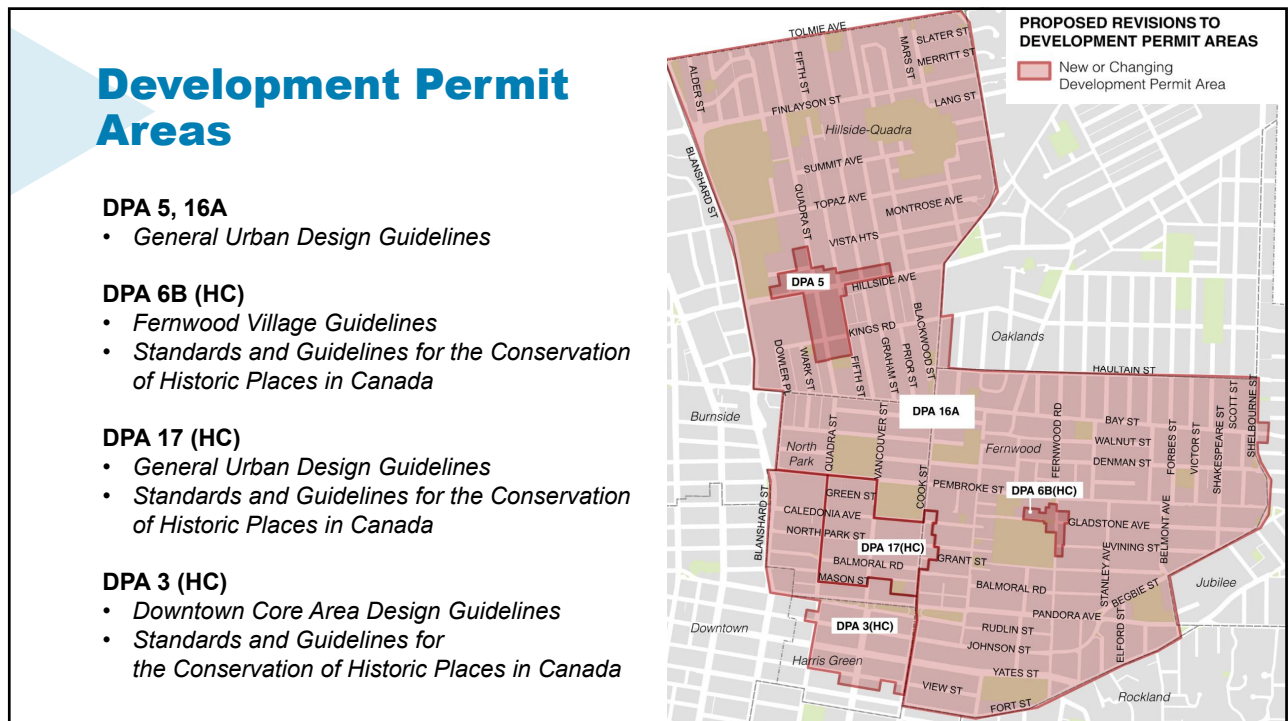 Development Permit
Areas
DPA 5, 16A
• General Urban Design Guidelines
DPA 6B (HC)
• Fernwood Village Guidelines
• Standards and Guidelines for the Conservation
of Historic Places in Canada
DPA 17 (HC)
• General Urban Design Guidelines
• Standards and Guidelines for the Conservation
of Historic Places in Canada
DPA 3 (HC)
• Downtown Core Area Design Guidelines
• Standards and Guidelines for
the Conservation of Historic Places in Canada
PROPOSED REVISIONS TO
DEVELOPMENT PERMIT AREAS
New or Changing
Development Permit Area
TOLMIE AVE
SLATER ST
MARS ST
MERRITT ST
FIFTH ST
ALDER ST
FINLAYSON ST
LANG ST
Hillside-Quadra
BLANSHARD ST
SUMMIT AVE
QUADRA ST
TOPAZ AVE
MONTROSE AVE
VISTA HTS
DPA 5
HILLSIDE AVE
KINGS RD
BLACKWOOD ST
DOWLER PL
WARK ST
FIFTH ST
GRAHAM ST
PRIOR ST
Oaklands
HAULTAIN ST
Burnside
DPA 16A
QUADRA ST
VANCOUVER ST
COOK ST
North
Park
Fernwood
FERNWOOD RD
BAY ST
WALNUT ST
DENMAN ST
FORBES ST
VICTOR ST
SHAKESPEARE ST
SCOTT ST
SHELBOURNE ST
PEMBROKE ST
DPA 6B(HC)
GREEN ST
CALEDONIA AVE
BLANSHARD ST
NORTH PARK ST
DPA 17(HC)
GLADSTONE AVE
VINING ST
BELMONT AVE
BALMORAL RD
GRANT ST
MASON ST
BALMORAL RD
STANLEY AVE
BEGBIE ST
Jubilee
PANDORA AVE
DPA 3(HC)
Downtown
RUDLIN ST
JOHNSON ST
ELFORD ST
Harris Green
YATES ST
VIEW ST
FORT ST
Rockland